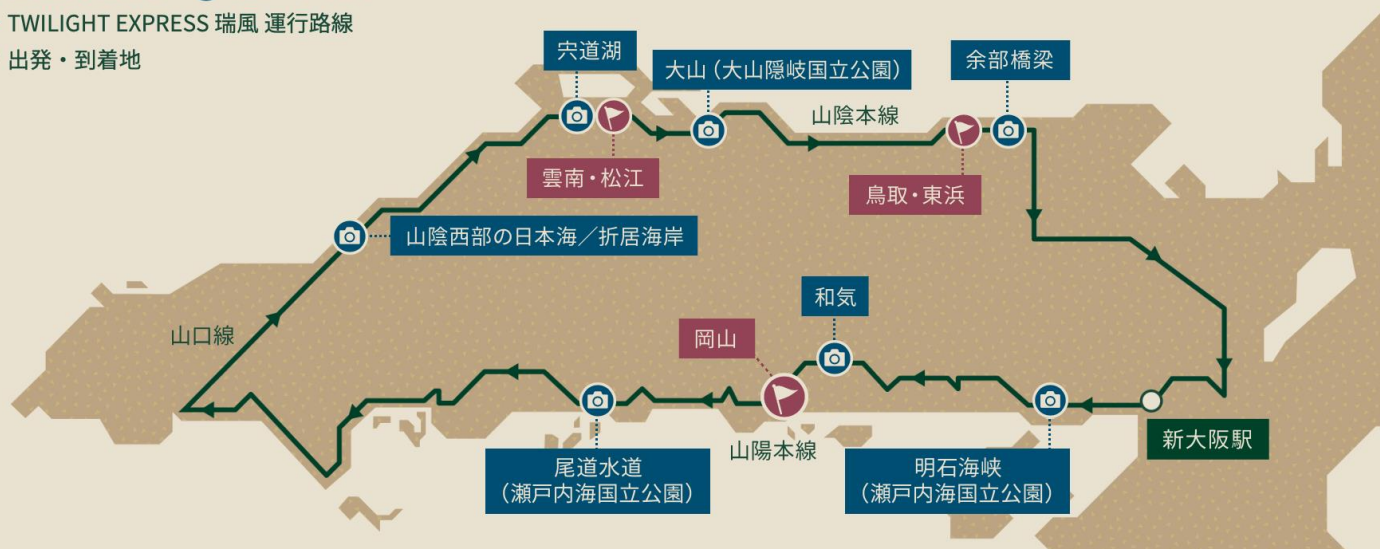 TWILIGHT EXPRESS 瑞風 運行路線
出発・到着地
宍道湖
大山（大山隠岐国立公園）
余部橋梁
山陰本線
雲南・松江
鳥取・東浜
山陰西部の日本海／折居海岸
和気
山口線
岡山
山陽本線
新大阪駅
尾道水道
（瀬戸内海国立公園）
明石海峡
（瀬戸内海国立公園）